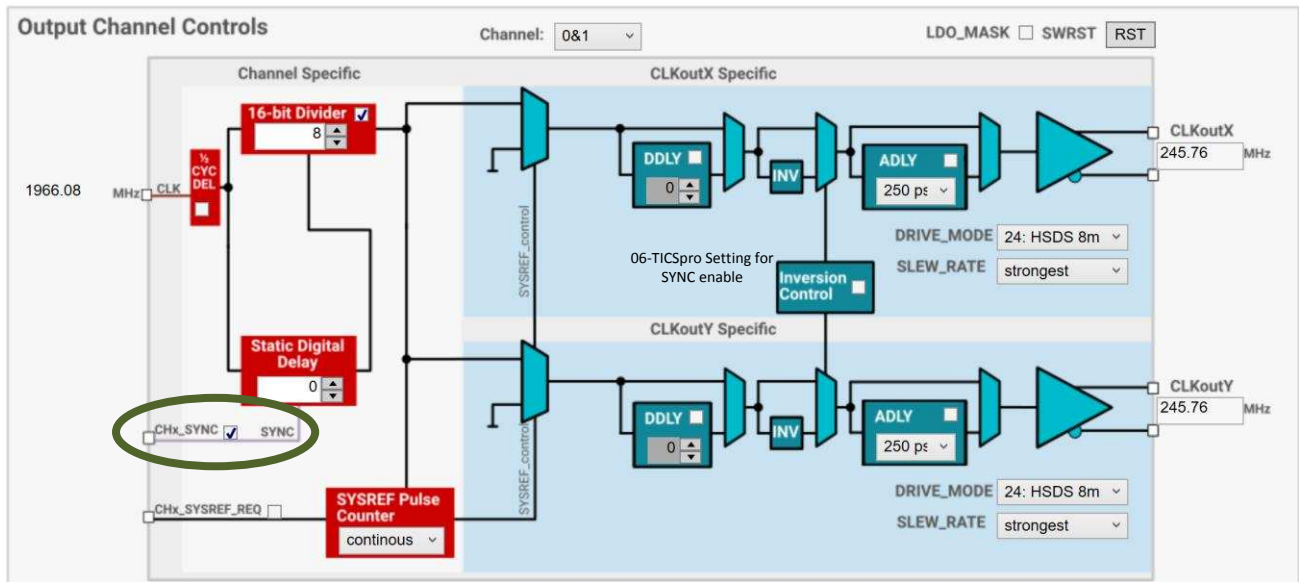 Output Channel Controls
Channel: 0&1
LDO_MASK SWRST RST
Channel Specific
CLKoutX Specific
16-bit Divider
8
½
CYC
DEL
1966.08 MHz CLK
DDLY
0
INV
ADLY
250 ps
CLKoutX
245.76 MHz
SYSREF_control
DRIVE_MODE 24: HSDS 8m
SLEW_RATE strongest
06-TICSpro Setting for
SYNC enable
Inversion
Control
CLKoutY Specific
Static Digital
Delay
0
CHx_SYNC SYNC
DDLY
0
INV
ADLY
250 ps
CLKoutY
245.76 MHz
SYSREF_control
DRIVE_MODE 24: HSDS 8m
SLEW_RATE strongest
CHx_SYSREF_REQ
SYSREF Pulse
Counter
continous